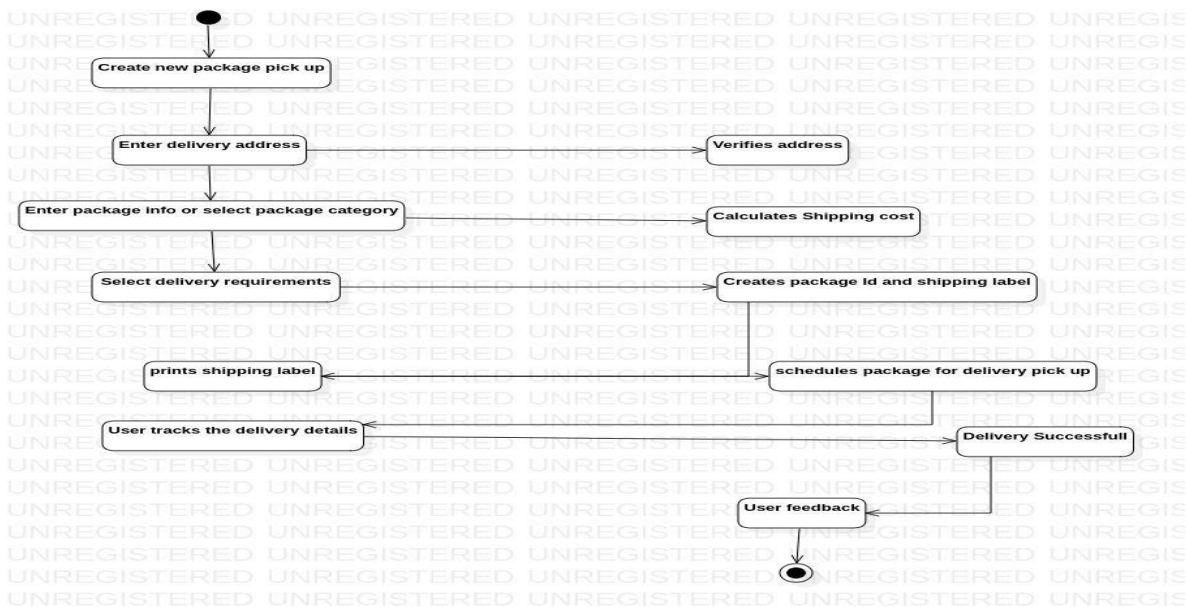 Create new package pick up
Enter delivery address
Verifies address
Enter package info or select package category
Calculates Shipping cost
Select delivery requirements
Creates package Id and shipping label
prints shipping label
schedules package for delivery pick up
User tracks the delivery details
Delivery Successfull
User feedback
UNREGISTERED